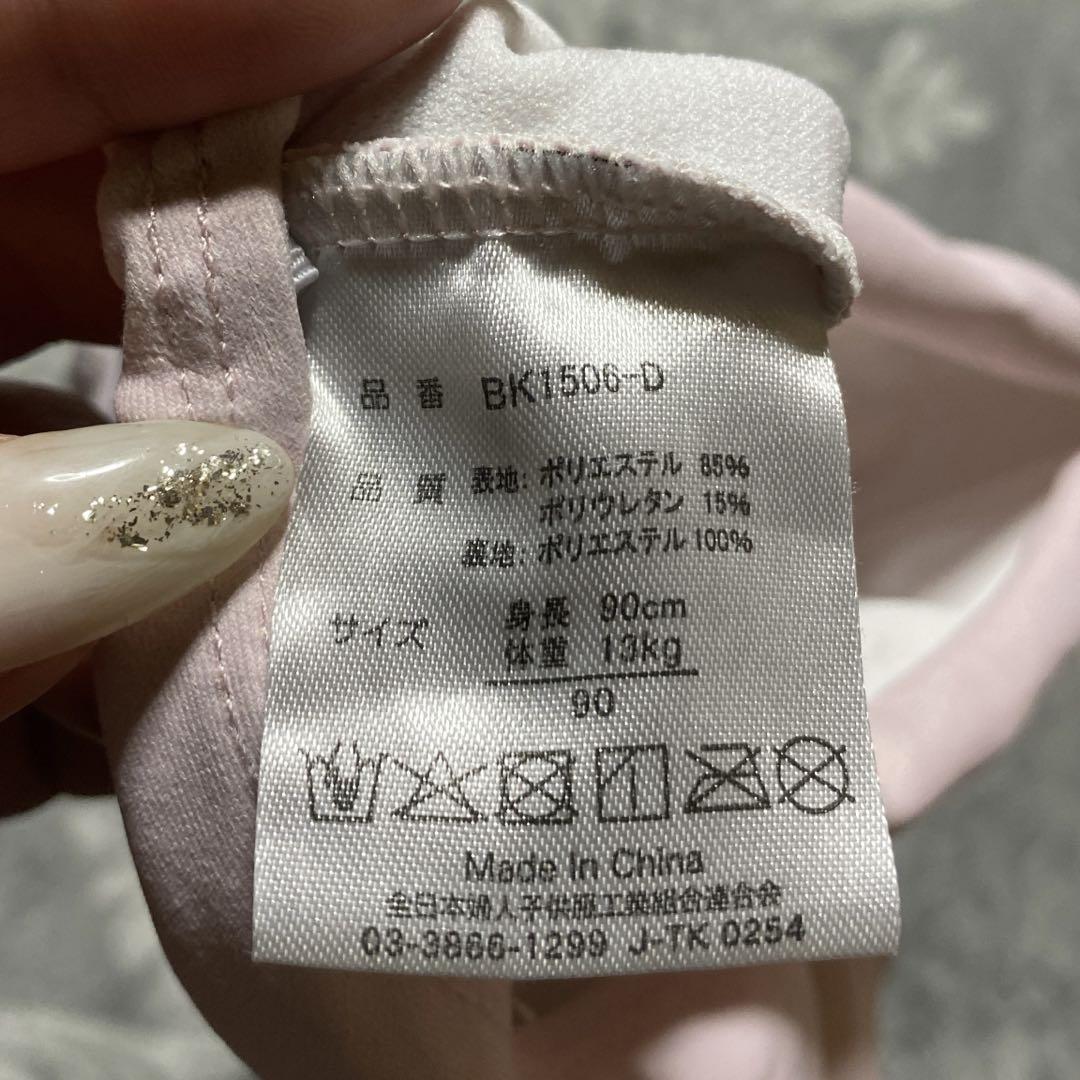 品番 BK1506-D
品質 表地: ポリエステル 85%
ポリウレタン 15%
裏地: ポリエステル 100%
サイズ 身長 90cm
体重 13kg
90
Made In China
全日本婦人子供服工業組合連合会
03-3866-1299 J-TK 0254